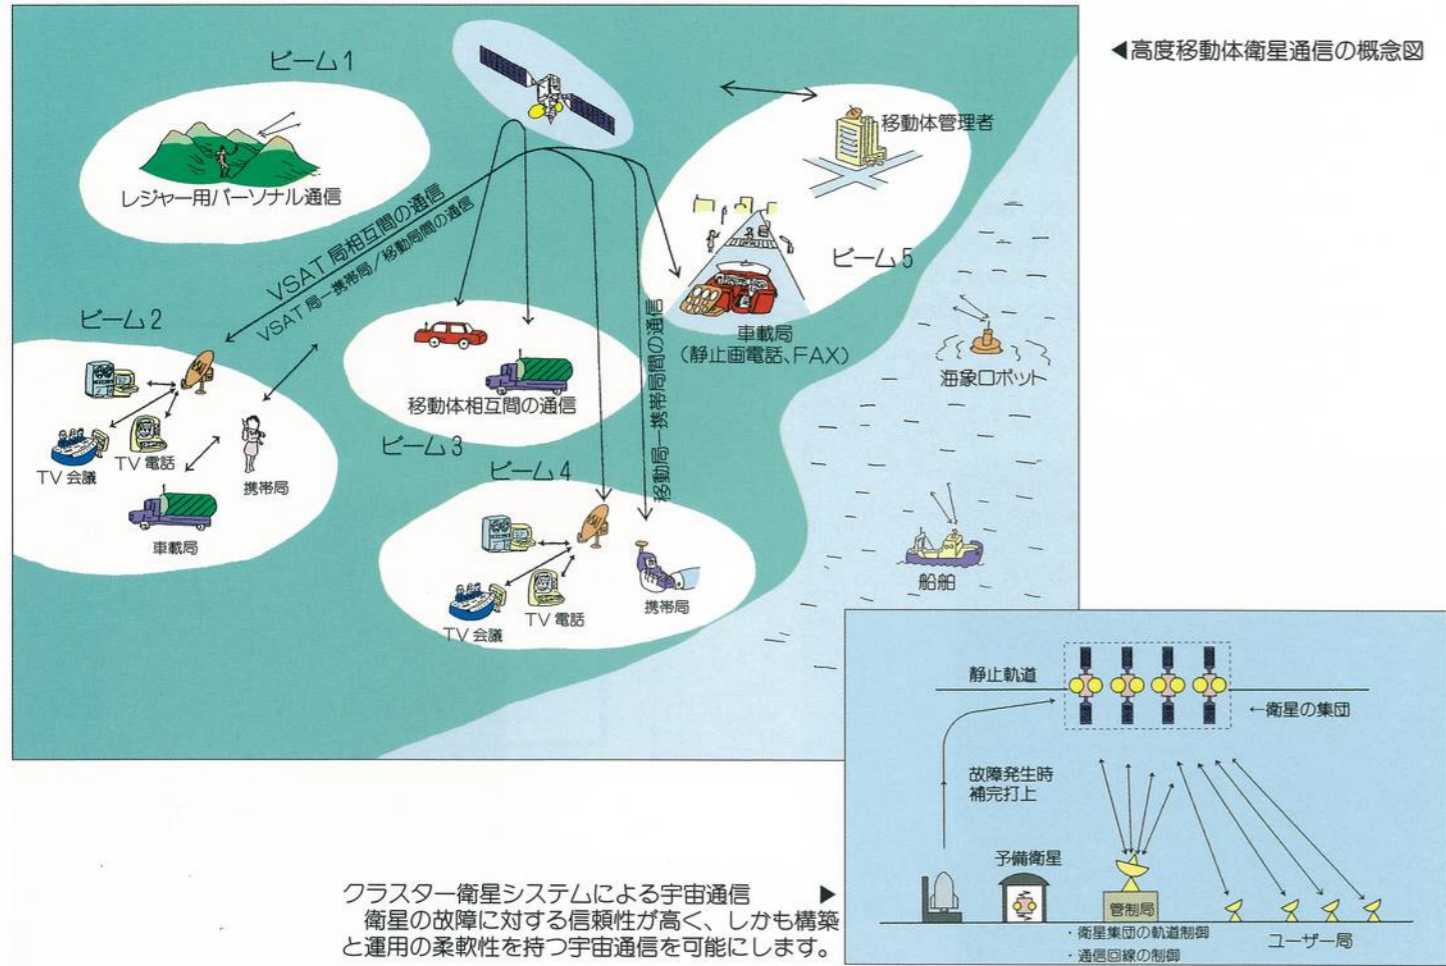 ◀高度移動体衛星通信の概念図
ビーム1
レジャー用パーソナル通信
移動体管理者
ビーム5
車載局
(静止画電話、FAX)
VSAT局相互間の通信
VSAT局ー携帯局/移動局間の通信
移動局ー携帯局間の通信
ビーム2
TV会議
TV電話
携帯局
車載局
移動体相互間の通信
ビーム3
ビーム4
TV会議
TV電話
携帯局
海象ロボット
船舶
静止軌道
←衛星の集団
故障発生時
補完打上
予備衛星
管制局
・衛星集団の軌道制御
・通信回線の制御
ユーザー局
クラスター衛星システムによる宇宙通信 ▶
衛星の故障に対する信頼性が高く、しかも構築
と運用の柔軟性を持つ宇宙通信を可能にします。